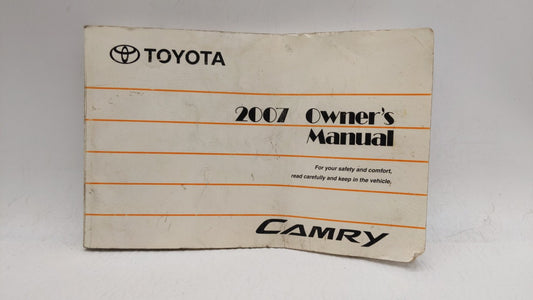 TOYOTA
2007 Owner's
Manual
For your safety and comfort,
read carefully and keep in the vehicle.
CAMRY